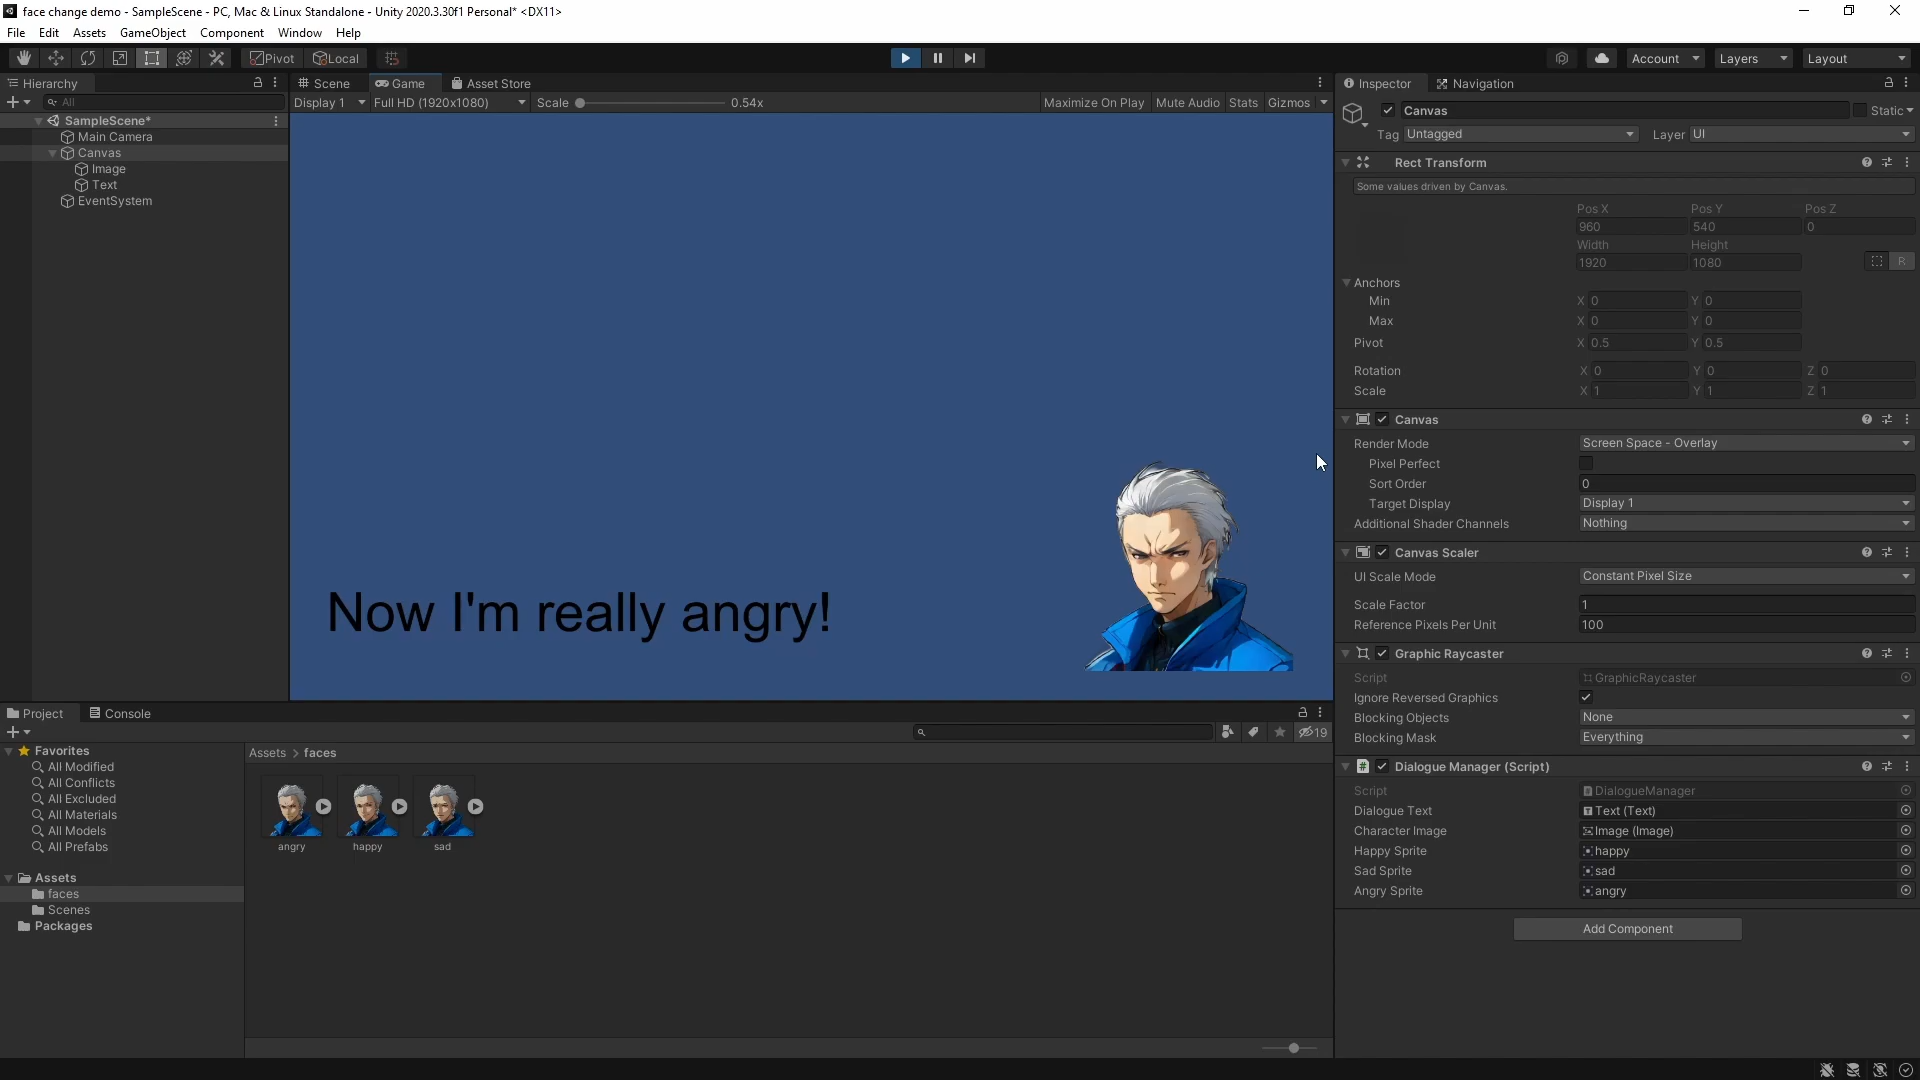 face change demo - SampleScene - PC, Mac & Linux Standalone - Unity 2020.3.30f1 Personal* <DX11>
File Edit Assets GameObject Component Window Help
Pivot Local Account Layers Layout
Hierarchy
All
SampleScene*
Main Camera
Canvas
Image
Text
EventSystem
Scene Game Asset Store
Display 1 Full HD (1920x1080) Scale 0.54x Maximize On Play Mute Audio Stats Gizmos
Now I'm really angry!
Inspector Navigation
Canvas Static
Tag Untagged Layer UI
Rect Transform
Some values driven by Canvas.
Pos X Pos Y Pos Z
960 540 0
Width Height
1920 1080 R
Anchors
Min X 0 Y 0
Max X 0 Y 0
Pivot X 0.5 Y 0.5
Rotation X 0 Y 0 Z 0
Scale X 1 Y 1 Z 1
Canvas
Render Mode Screen Space - Overlay
Pixel Perfect
Sort Order 0
Target Display Display 1
Additional Shader Channels Nothing
Canvas Scaler
UI Scale Mode Constant Pixel Size
Scale Factor 1
Reference Pixels Per Unit 100
Graphic Raycaster
Script GraphicRaycaster
Ignore Reversed Graphics
Blocking Objects None
Blocking Mask Everything
Dialogue Manager (Script)
Script DialogueManager
Dialogue Text Text (Text)
Character Image Image (Image)
Happy Sprite happy
Sad Sprite sad
Angry Sprite angry
Add Component
Project Console
19
Favorites
All Modified
All Conflicts
All Excluded
All Materials
All Models
All Prefabs
Assets
faces
Scenes
Packages
Assets > faces
angry happy sad